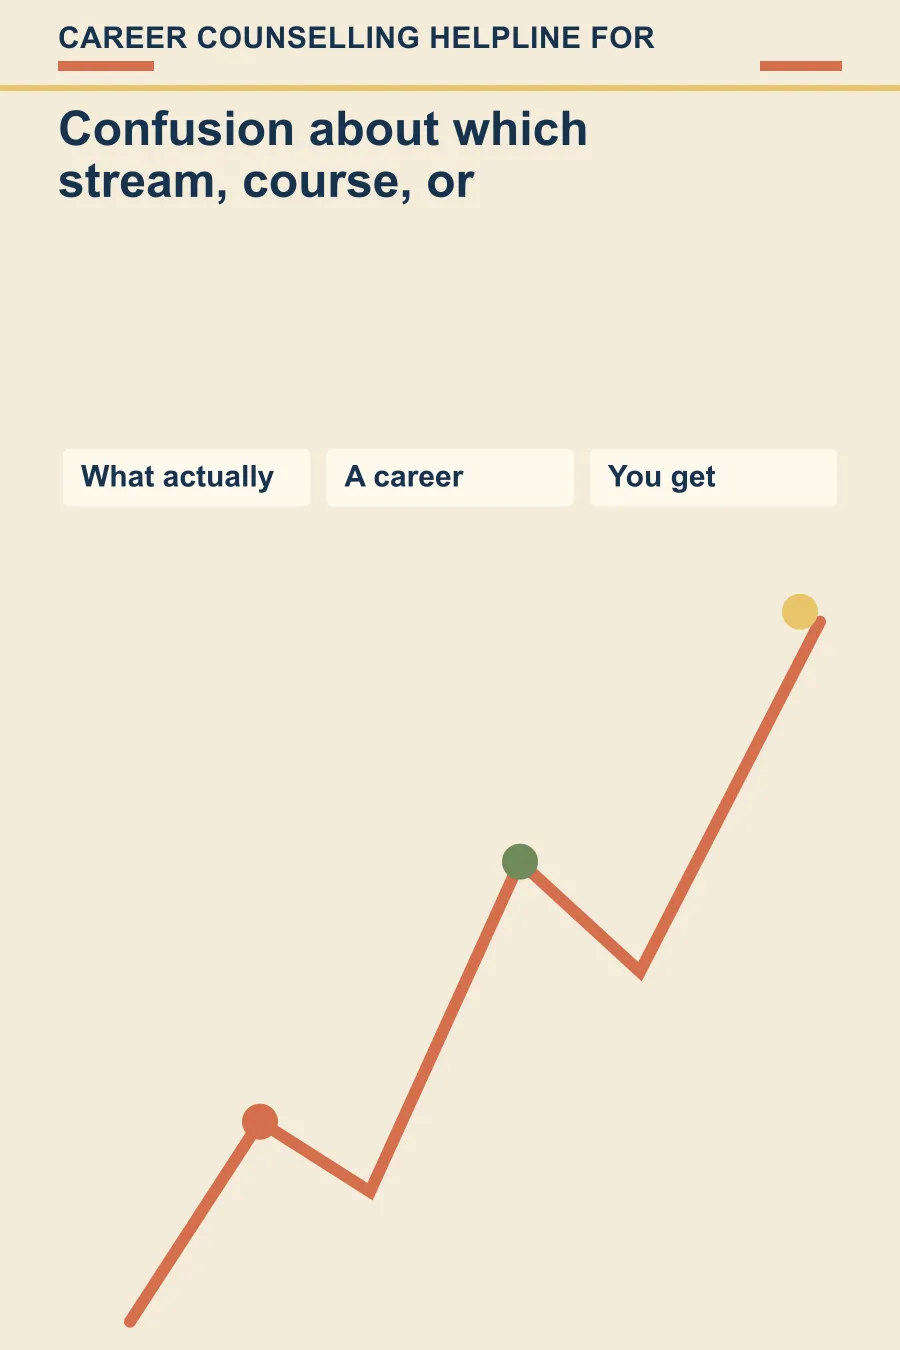 CAREER COUNSELLING HELPLINE FOR
Confusion about which
stream, course, or
What actually
A career
You get